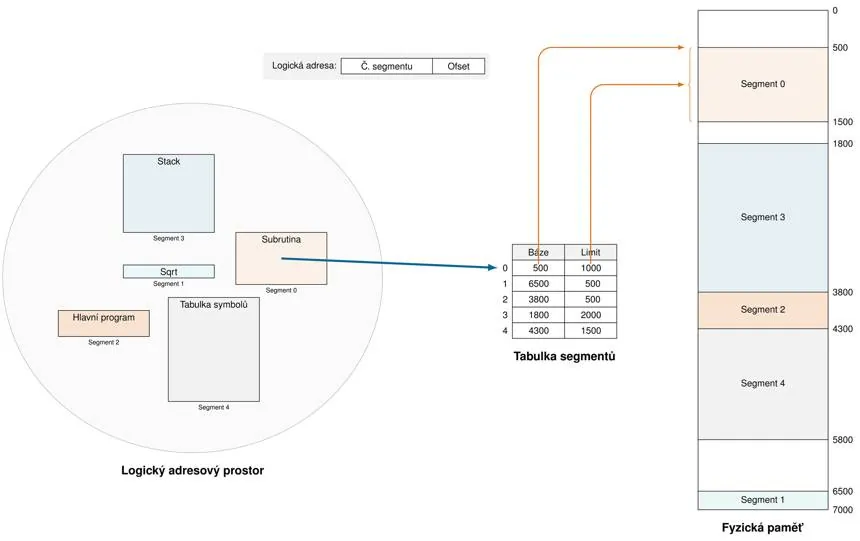 Logická adresa: Č. segmentu Ofset
Stack
Segment 3
Subrutina
Segment 0
Sqrt
Segment 1
Hlavní program
Segment 2
Tabulka symbolů
Segment 4
Logický adresový prostor
Báze Limit
0 500 1000
1 6500 500
2 3800 500
3 1800 2000
4 4300 1500
Tabulka segmentů
0
500
Segment 0
1500
1800
Segment 3
3800
Segment 2
4300
Segment 4
5800
6500
Segment 1
7000
Fyzická paměť